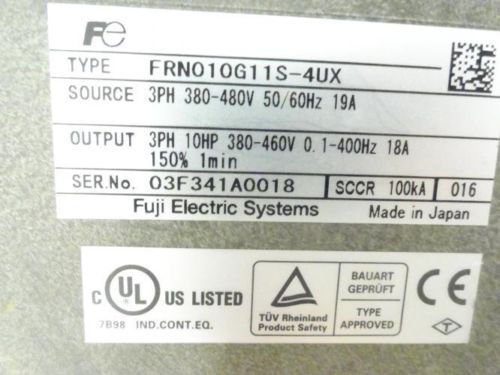 Fe
TYPE FRN010G11S-4UX
SOURCE 3PH 380-480V 50/60Hz 19A
OUTPUT 3PH 10HP 380-460V 0.1-400Hz 18A
150% 1min
SER.No. 03F341A0018 SCCR 100kA 016
Fuji Electric Systems Made in Japan
C UL US LISTED
7B98 IND.CONT.EQ.
TÜV Rheinland
Product Safety
BAUART
GEPRÜFT
TYPE
APPROVED
CE
T